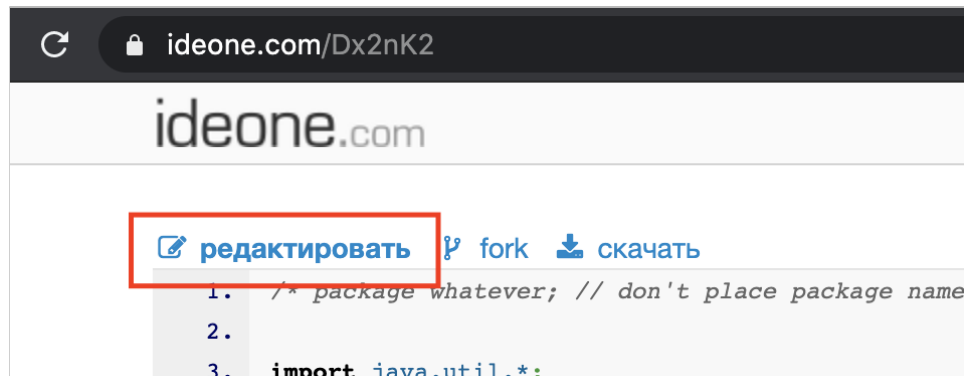 ideone.com/Dx2nK2
ideone.com
редактировать fork скачать
1. /* package whatever; // don't place package name
2.
3. import java.util.*;